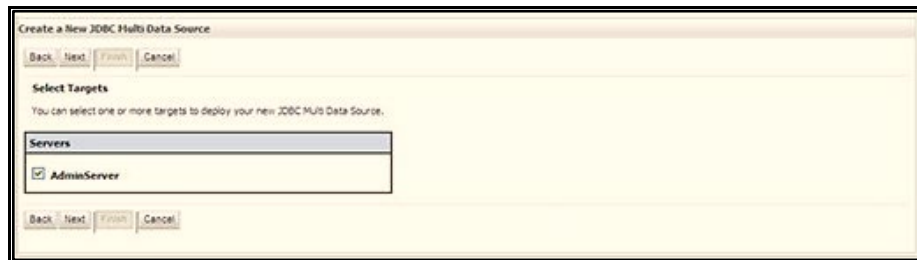 Create a New JDBC Multi Data Source
Back Next Finish Cancel
Select Targets
You can select one or more targets to deploy your new JDBC Multi Data Source.
Servers
AdminServer
Back Next Finish Cancel